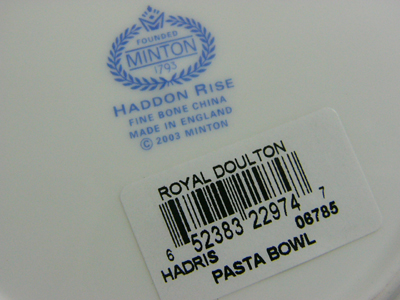 FOUNDED
MINTON
1793
HADDON RISE
FINE BONE CHINA
MADE IN ENGLAND
© 2003 MINTON
ROYAL DOULTON
6 52383 22974 7
HADRIS 06785
PASTA BOWL